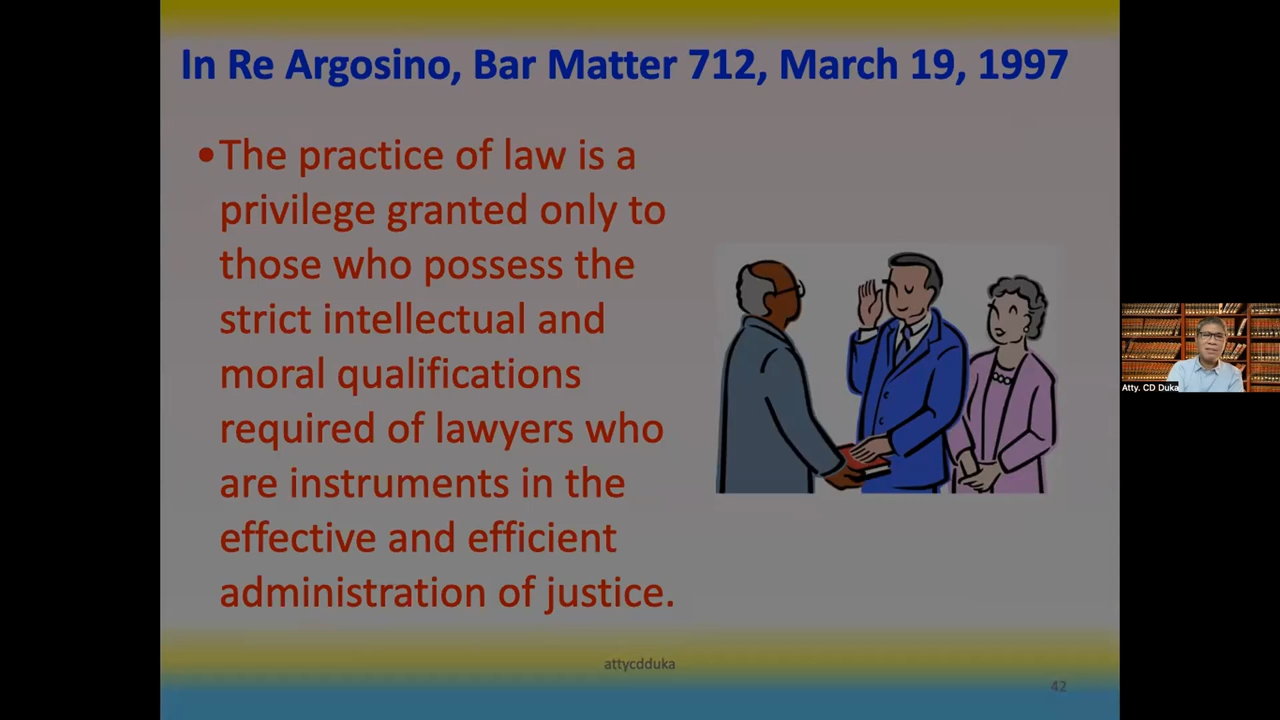 In Re Argosino, Bar Matter 712, March 19, 1997
•The practice of law is a
privilege granted only to
those who possess the
strict intellectual and
moral qualifications
required of lawyers who
are instruments in the
effective and efficient
administration of justice.
Atty. CD Duka
attycdduka
42